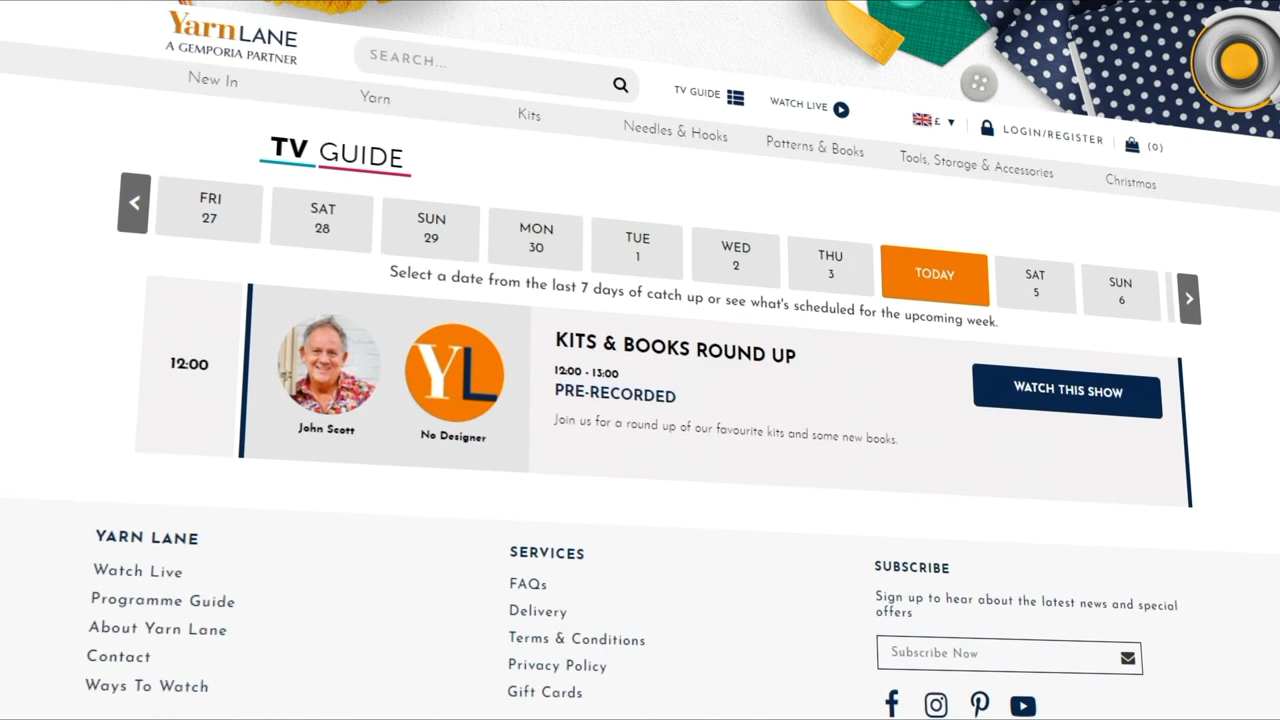 YarnLANE
A GEMPORIA PARTNER
SEARCH...
TV GUIDE
WATCH LIVE
£
LOGIN/REGISTER
(0)
New In
Yarn
Kits
Needles & Hooks
Patterns & Books
Tools, Storage & Accessories
Christmas
TV GUIDE
FRI
27
SAT
28
SUN
29
MON
30
TUE
1
WED
2
THU
3
TODAY
SAT
5
SUN
6
Select a date from the last 7 days of catch up or see what's scheduled for the upcoming week.
12:00
YL
John Scott
No Designer
KITS & BOOKS ROUND UP
12:00 - 13:00
PRE-RECORDED
Join us for a round up of our favourite kits and some new books.
WATCH THIS SHOW
YARN LANE
Watch Live
Programme Guide
About Yarn Lane
Contact
Ways To Watch
SERVICES
FAQs
Delivery
Terms & Conditions
Privacy Policy
Gift Cards
SUBSCRIBE
Sign up to hear about the latest news and special
offers
Subscribe Now